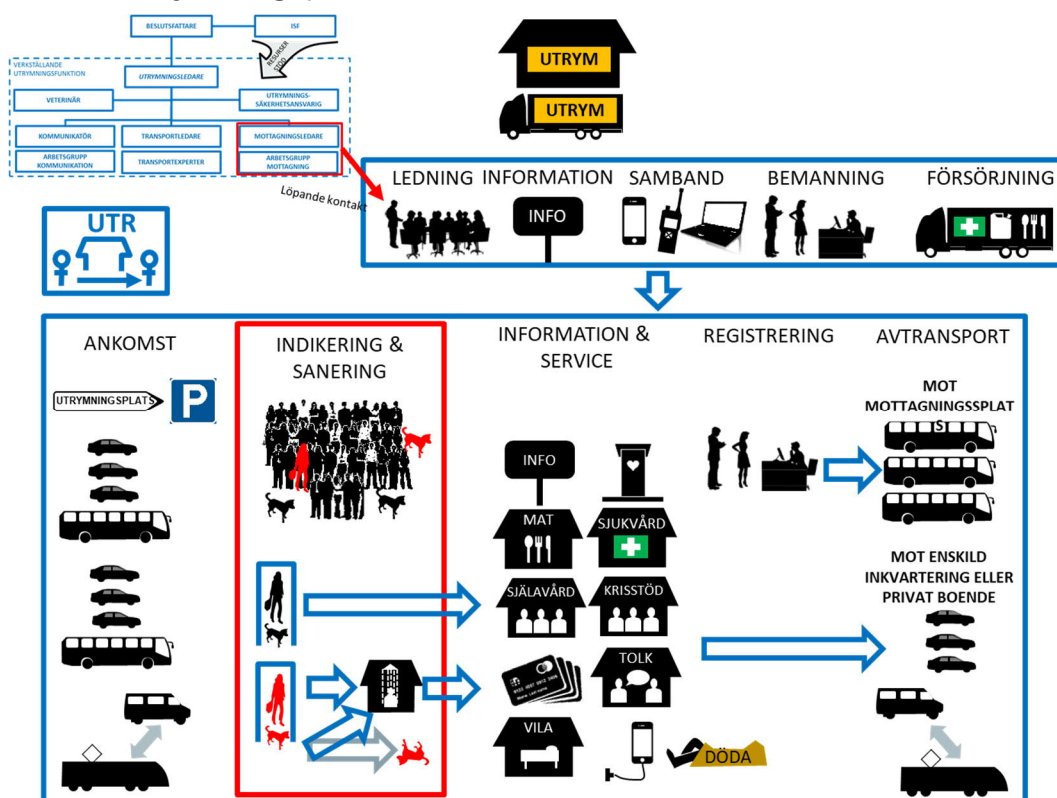 BESLUTSFATTARE
ISF
RESURSER
STÖD
VERKSTÄLLANDE
UTRYMNINGSFUNKTION
UTRYMNINGSLEDARE
VETERINÄR
UTRYMNINGS-
SÄKERHETSANSVARIG
KOMMUNIKATÖR
TRANSPORTLEDARE
MOTTAGNINGSLEDARE
ARBETSGRUPP
KOMMUNIKATION
TRANSPORTEXPERTER
ARBETSGRUPP
MOTTAGNING
Löpande kontakt
UTRYM
UTRYM
LEDNING
INFORMATION
SAMBAND
BEMANNING
FÖRSÖRJNING
INFO
UTR
ANKOMST
INDIKERING &
SANERING
INFORMATION &
SERVICE
REGISTRERING
AVTRANSPORT
UTRYMNINGSPLATS
P
MOT
MOTTAGNINGSSPLAT
S
INFO
MAT
SJUKVÅRD
SJÄLAVÅRD
KRISSTÖD
MOT ENSKILD
INKVARTERING ELLER
PRIVAT BOENDE
TOLK
VILA
DÖDA